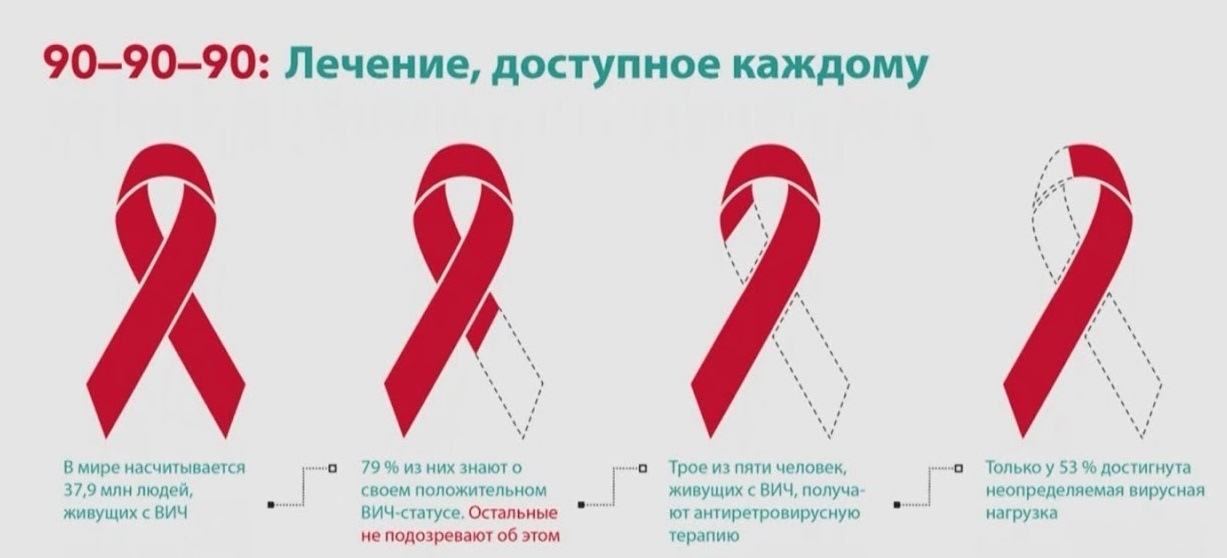 90–90–90: Лечение, доступное каждому
В мире насчитывается
37,9 млн людей,
живущих с ВИЧ
79 % из них знают о
своем положительном
ВИЧ-статусе. Остальные
не подозревают об этом
Трое из пяти человек,
живущих с ВИЧ, получа-
ют антиретровирусную
терапию
Только у 53 % достигнута
неопределяемая вирусная
нагрузка